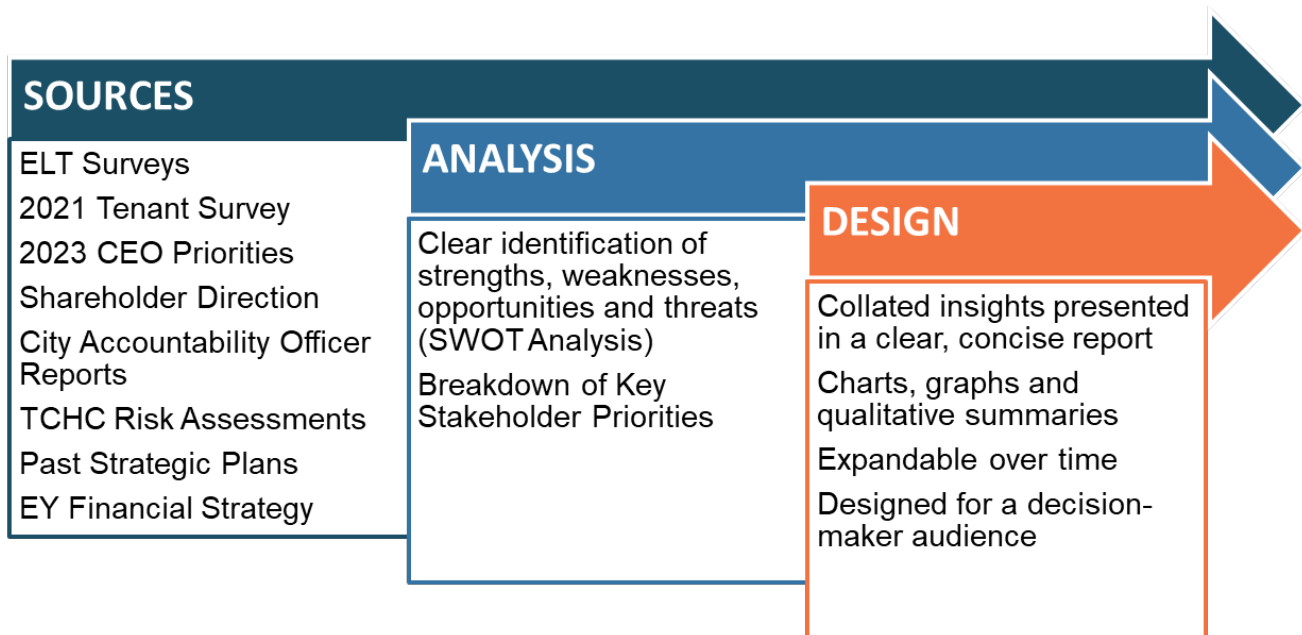 SOURCES
ELT Surveys
2021 Tenant Survey
2023 CEO Priorities
Shareholder Direction
City Accountability Officer
Reports
TCHC Risk Assessments
Past Strategic Plans
EY Financial Strategy
ANALYSIS
Clear identification of
strengths, weaknesses,
opportunities and threats
(SWOT Analysis)
Breakdown of Key
Stakeholder Priorities
DESIGN
Collated insights presented
in a clear, concise report
Charts, graphs and
qualitative summaries
Expandable over time
Designed for a decision-
maker audience